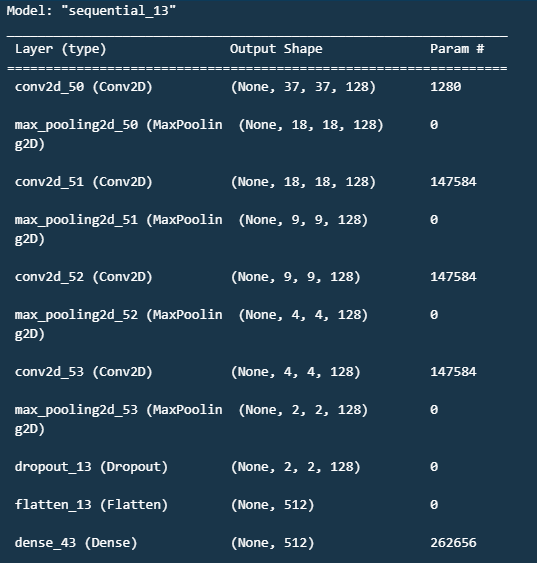 Model: "sequential_13"
_________________________________________________________________
Layer (type) Output Shape Param #
=================================================================
conv2d_50 (Conv2D) (None, 37, 37, 128) 1280
max_pooling2d_50 (MaxPoolin (None, 18, 18, 128) 0
g2D)
conv2d_51 (Conv2D) (None, 18, 18, 128) 147584
max_pooling2d_51 (MaxPoolin (None, 9, 9, 128) 0
g2D)
conv2d_52 (Conv2D) (None, 9, 9, 128) 147584
max_pooling2d_52 (MaxPoolin (None, 4, 4, 128) 0
g2D)
conv2d_53 (Conv2D) (None, 4, 4, 128) 147584
max_pooling2d_53 (MaxPoolin (None, 2, 2, 128) 0
g2D)
dropout_13 (Dropout) (None, 2, 2, 128) 0
flatten_13 (Flatten) (None, 512) 0
dense_43 (Dense) (None, 512) 262656